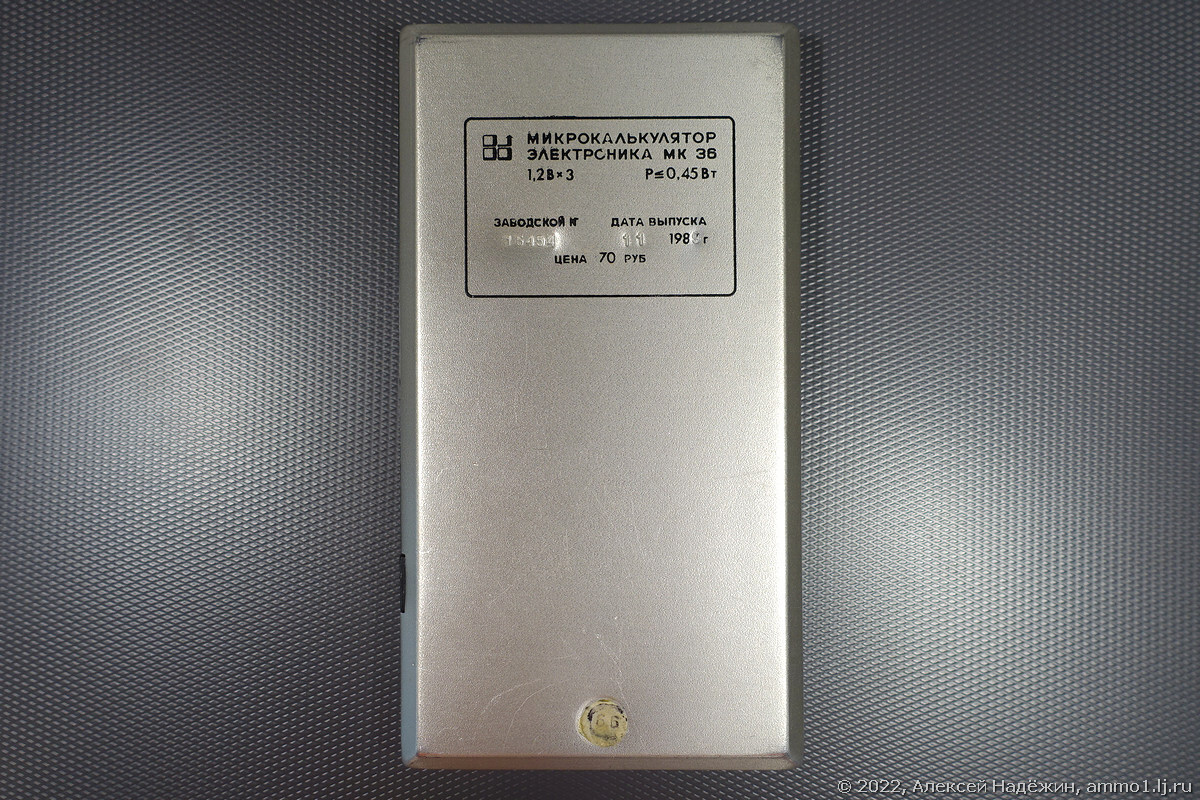 МИКРОКАЛЬКУЛЯТОР
ЭЛЕКТРОНИКА МК 36
1,2В×3 P≤0,45Вт
ЗАВОДСКОЙ № ДАТА ВЫПУСКА
11 г
ЦЕНА 70 РУБ
66
© 2022, Алексей Надёжин, ammo1.lj.ru